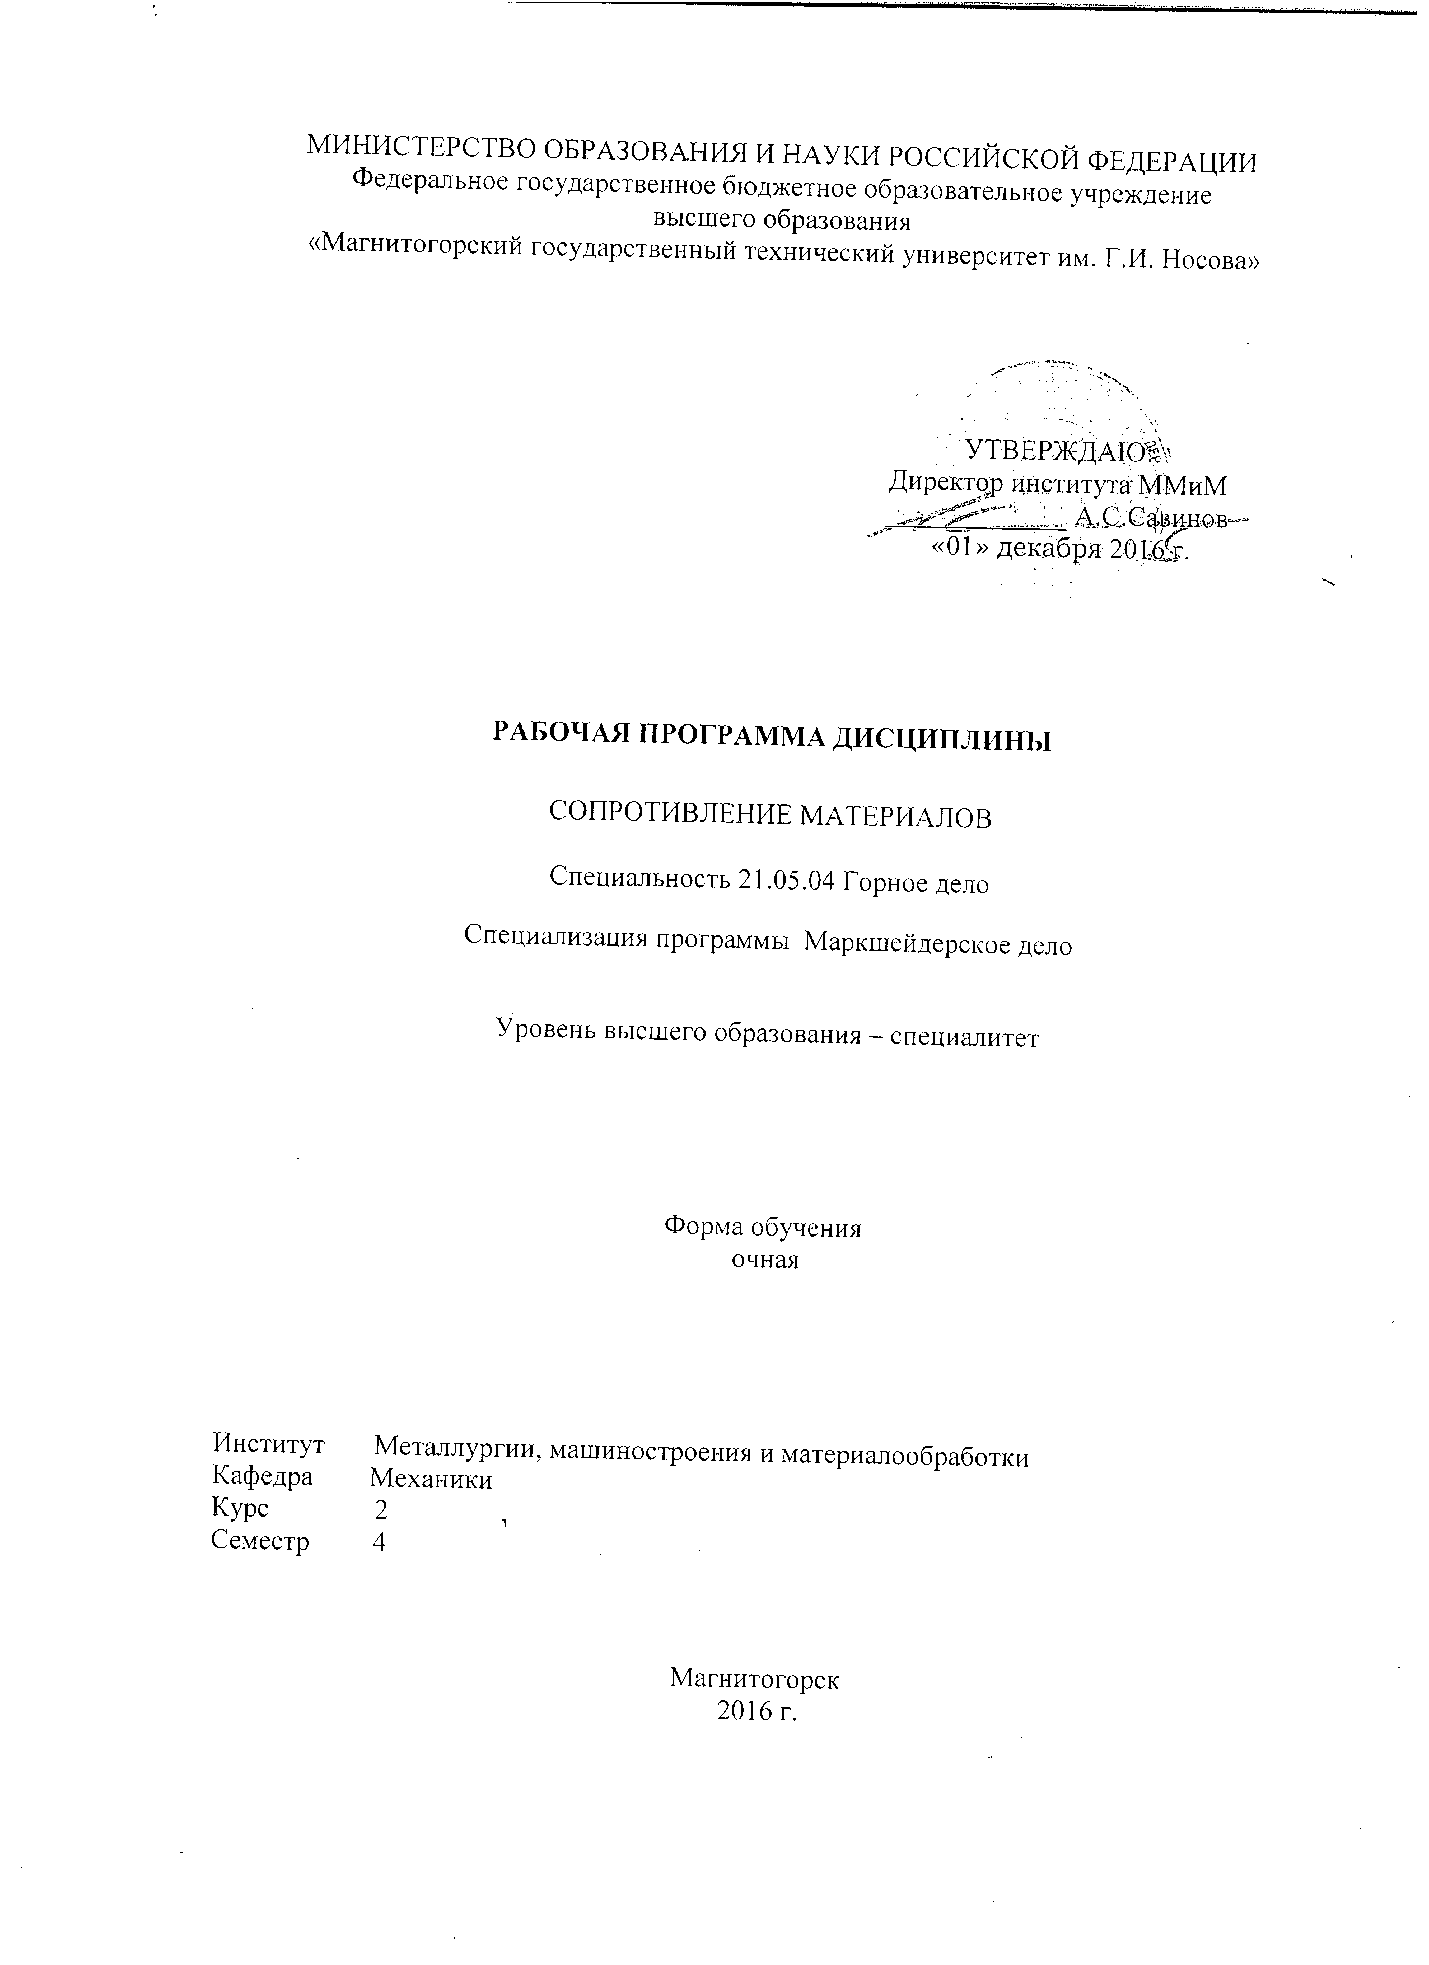 МИНИСТЕРСТВО ОБРАЗОВАНИЯ И НАУКИ РОССИЙСКОЙ ФЕДЕРАЦИИ
Федеральное государственное бюджетное образовательное учреждение
высшего образования
«Магнитогорский государственный технический университет им. Г.И. Носова»
УТВЕРЖДАЮ
Директор института ММиМ
А.С.Савинов
«01» декабря 2016 г.
РАБОЧАЯ ПРОГРАММА ДИСЦИПЛИНЫ
СОПРОТИВЛЕНИЕ МАТЕРИАЛОВ
Специальность 21.05.04 Горное дело
Специализация программы Маркшейдерское дело
Уровень высшего образования – специалитет
Форма обучения
очная
Институт Металлургии, машиностроения и материалообработки
Кафедра Механики
Курс 2
Семестр 4
Магнитогорск
2016 г.